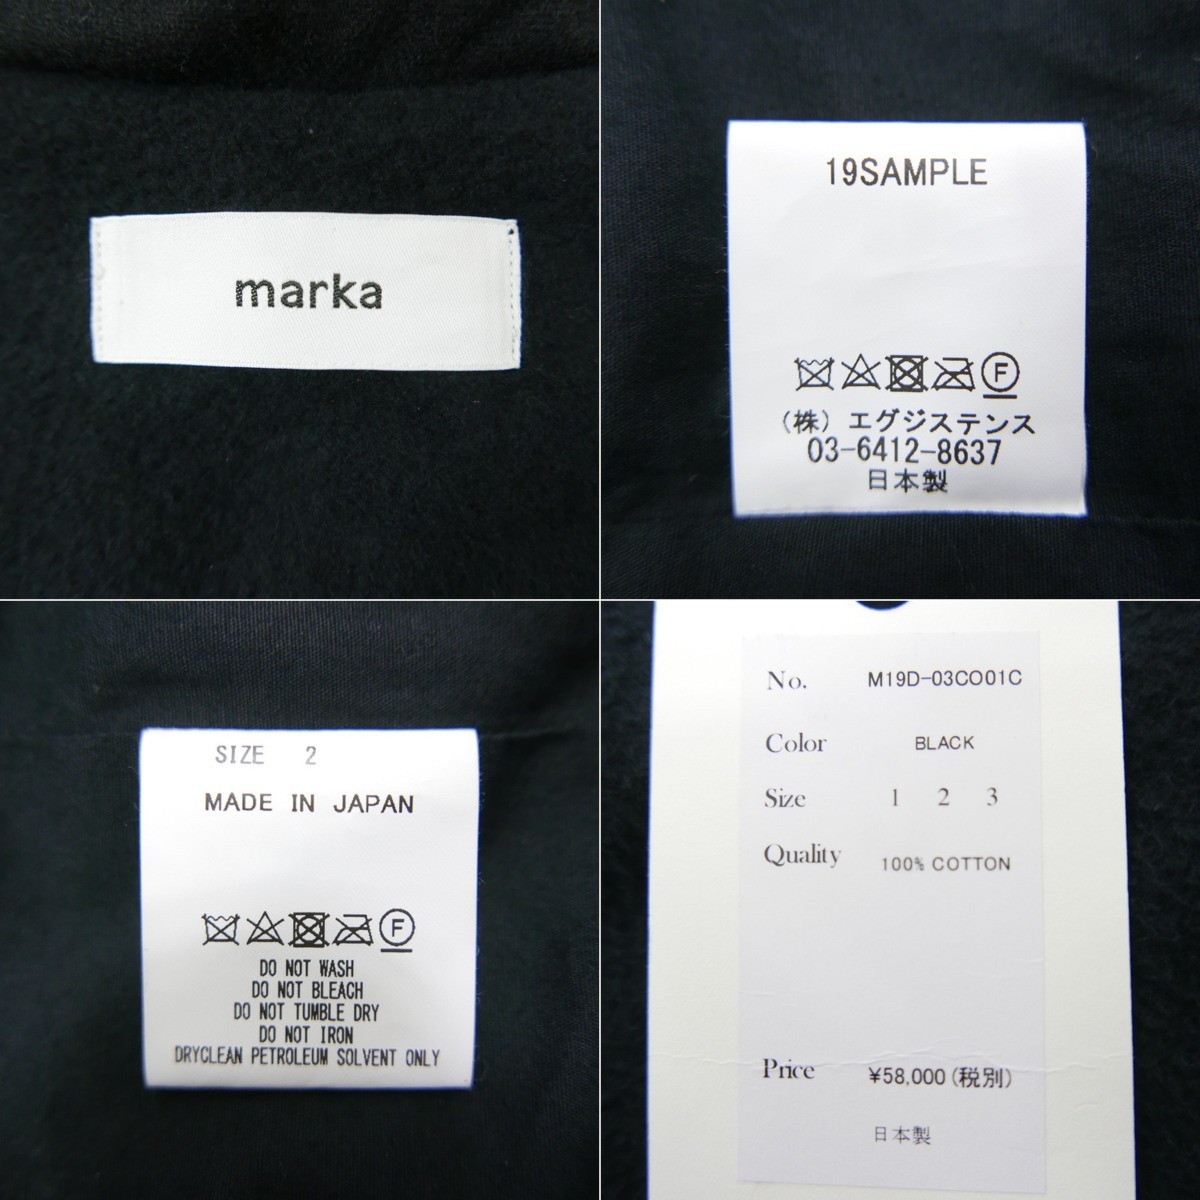 marka
19SAMPLE
F
(株) エグジステンス
03-6412-8637
日本製
SIZE 2
MADE IN JAPAN
F
DO NOT WASH
DO NOT BLEACH
DO NOT TUMBLE DRY
DO NOT IRON
DRYCLEAN PETROLEUM SOLVENT ONLY
No. M19D-03CO01C
Color BLACK
Size 1 2 3
Quality 100% COTTON
Price ¥58,000(税別)
日本製